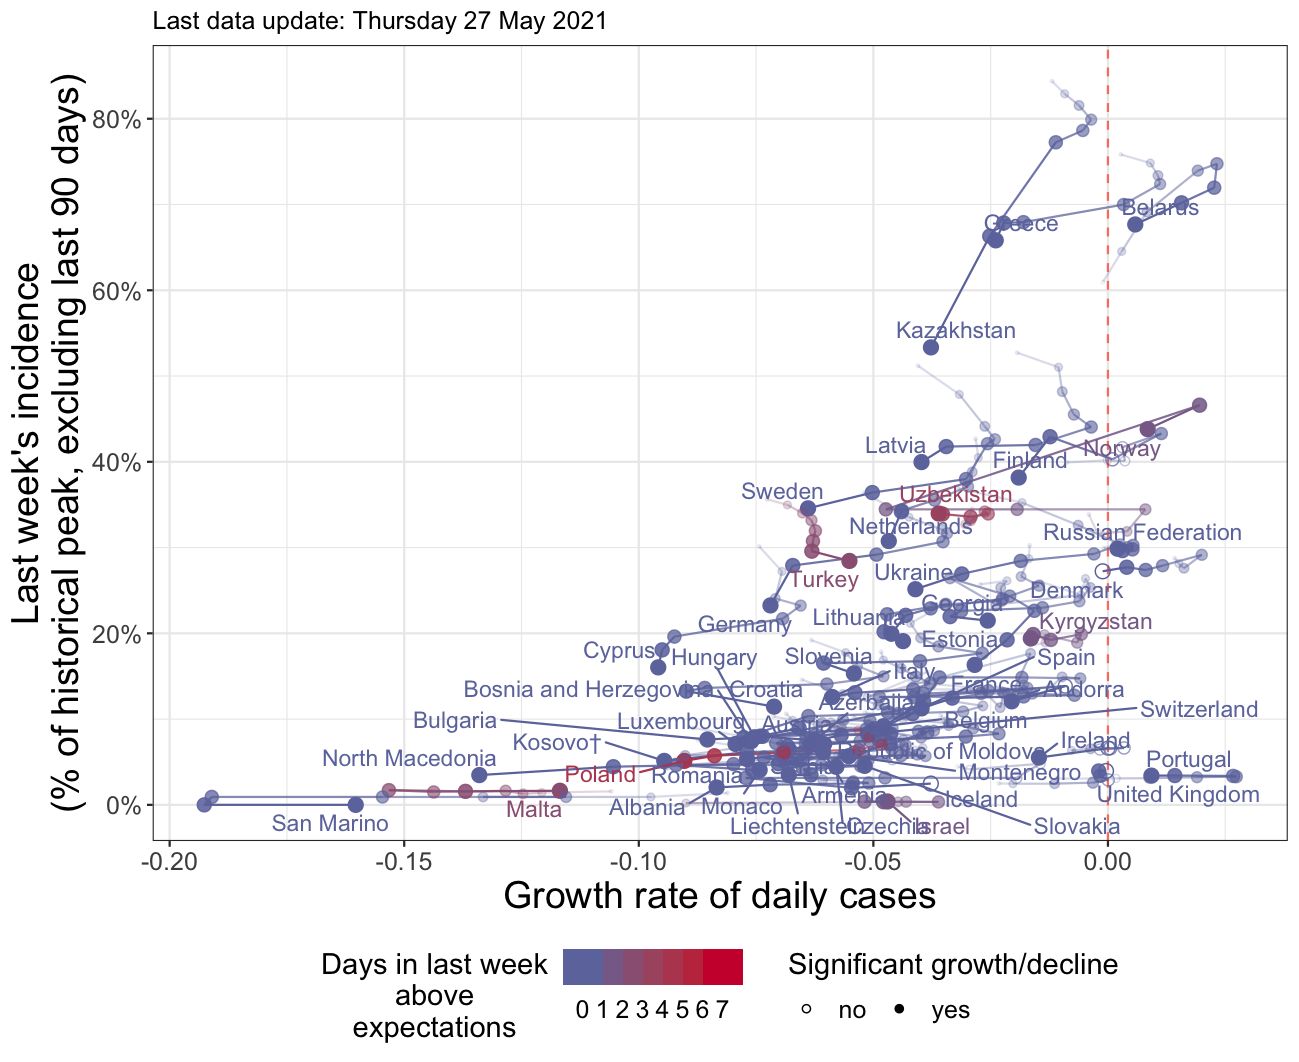 Last data update: Thursday 27 May 2021
Last week's incidence
(% of historical peak, excluding last 90 days)
80%
60%
40%
20%
0%
Belarus
Greece
Kazakhstan
Latvia
Norway
Finland
Sweden
Uzbekistan
Netherlands
Russian Federation
Turkey
Ukraine
Denmark
Georgia
Lithuania
Germany
Kyrgyzstan
Estonia
Cyprus
Hungary
Slovenia
Spain
Italy
Bosnia and Herzegovina
Croatia
France
Andorra
Azerbaijan
Switzerland
Bulgaria
Luxembourg
Austria
Belgium
Kosovo†
Ireland
North Macedonia
Republic of Moldova
Portugal
Poland
Romania
Serbia
Montenegro
Malta
Albania
Monaco
Armenia
Iceland
United Kingdom
San Marino
Liechtenstein
Czechia
Israel
Slovakia
-0.20
-0.15
-0.10
-0.05
0.00
Growth rate of daily cases
Days in last week
above
expectations
0 1 2 3 4 5 6 7
Significant growth/decline
no
yes